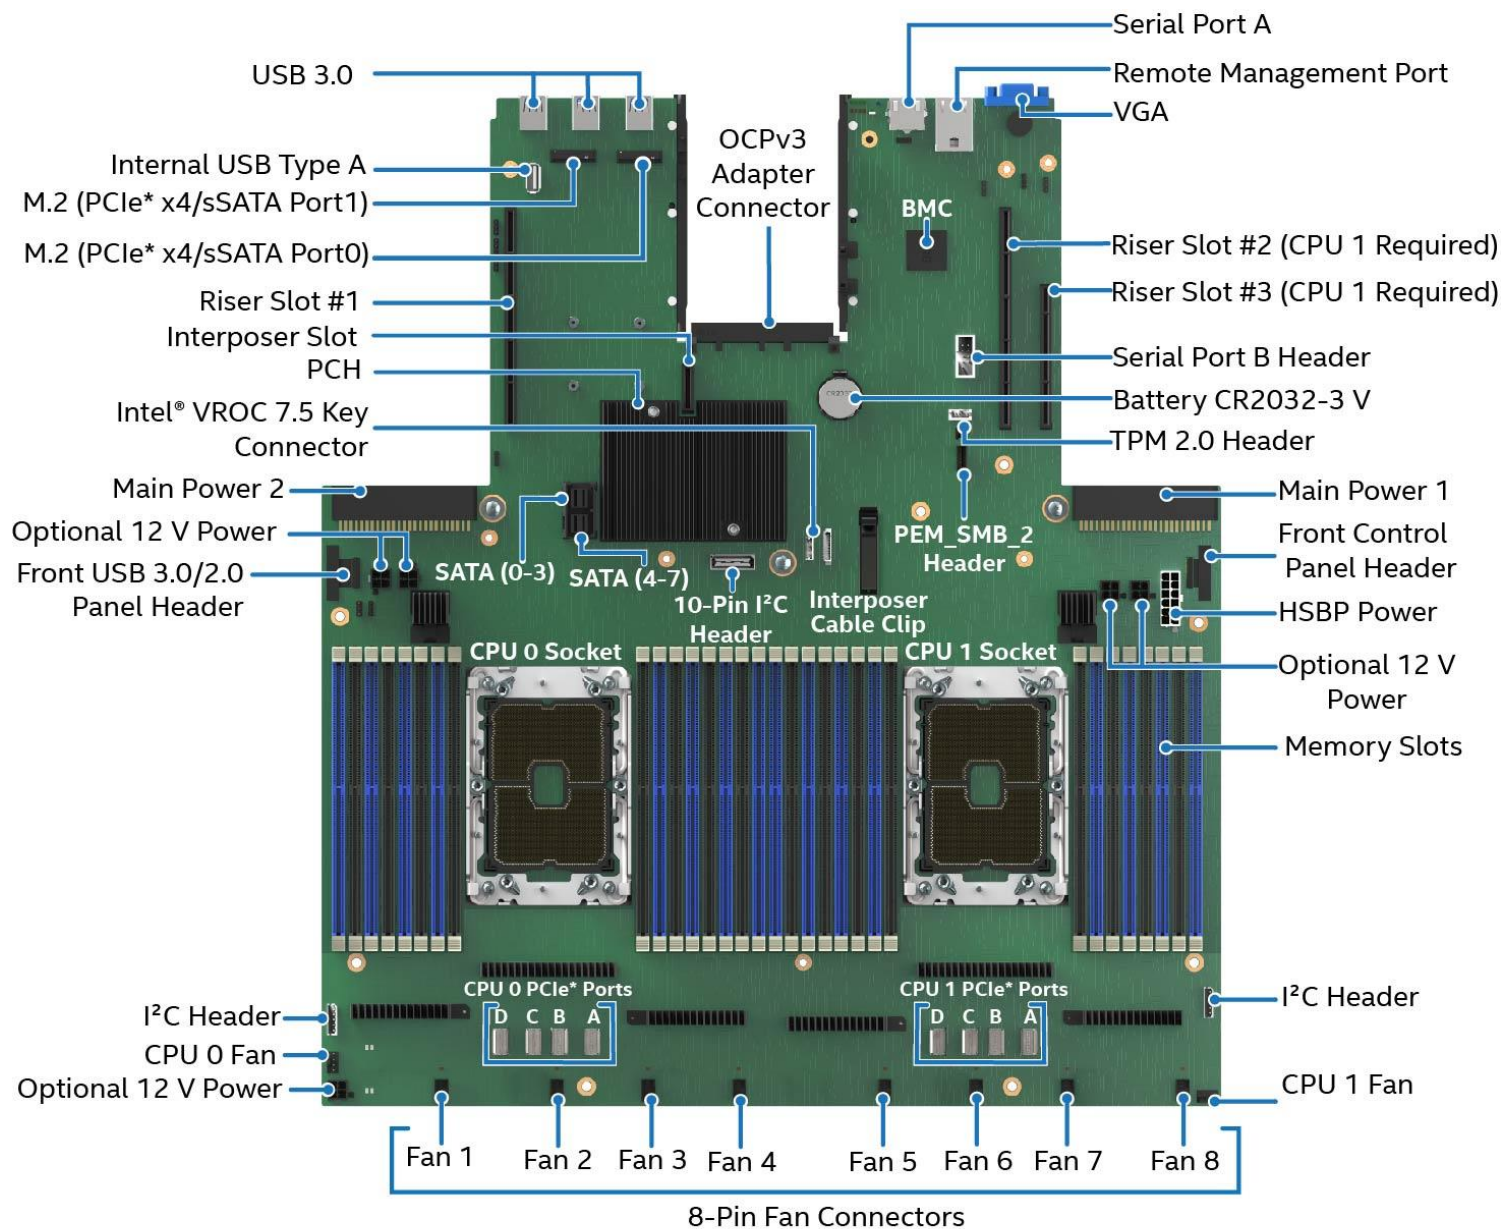 Serial Port A
USB 3.0
Remote Management Port
VGA
OCPv3
Adapter
Connector
Internal USB Type A
M.2 (PCIe* x4/sSATA Port1)
BMC
M.2 (PCIe* x4/sSATA Port0)
Riser Slot #2 (CPU 1 Required)
Riser Slot #1
Riser Slot #3 (CPU 1 Required)
Interposer Slot
PCH
Serial Port B Header
CR2032
Battery CR2032-3 V
Intel® VROC 7.5 Key
Connector
TPM 2.0 Header
Main Power 2
Main Power 1
Optional 12 V Power
PEM_SMB_2
Header
Front Control
Panel Header
Front USB 3.0/2.0
Panel Header
SATA (0-3)
SATA (4-7)
10-Pin I²C
Header
Interposer
Cable Clip
HSBP Power
CPU 0 Socket
CPU 1 Socket
Optional 12 V
Power
Memory Slots
CPU 0 PCIe* Ports
D C B A
CPU 1 PCIe* Ports
D C B A
I²C Header
I²C Header
CPU 0 Fan
Optional 12 V Power
CPU 1 Fan
Fan 1
Fan 2
Fan 3
Fan 4
Fan 5
Fan 6
Fan 7
Fan 8
8-Pin Fan Connectors